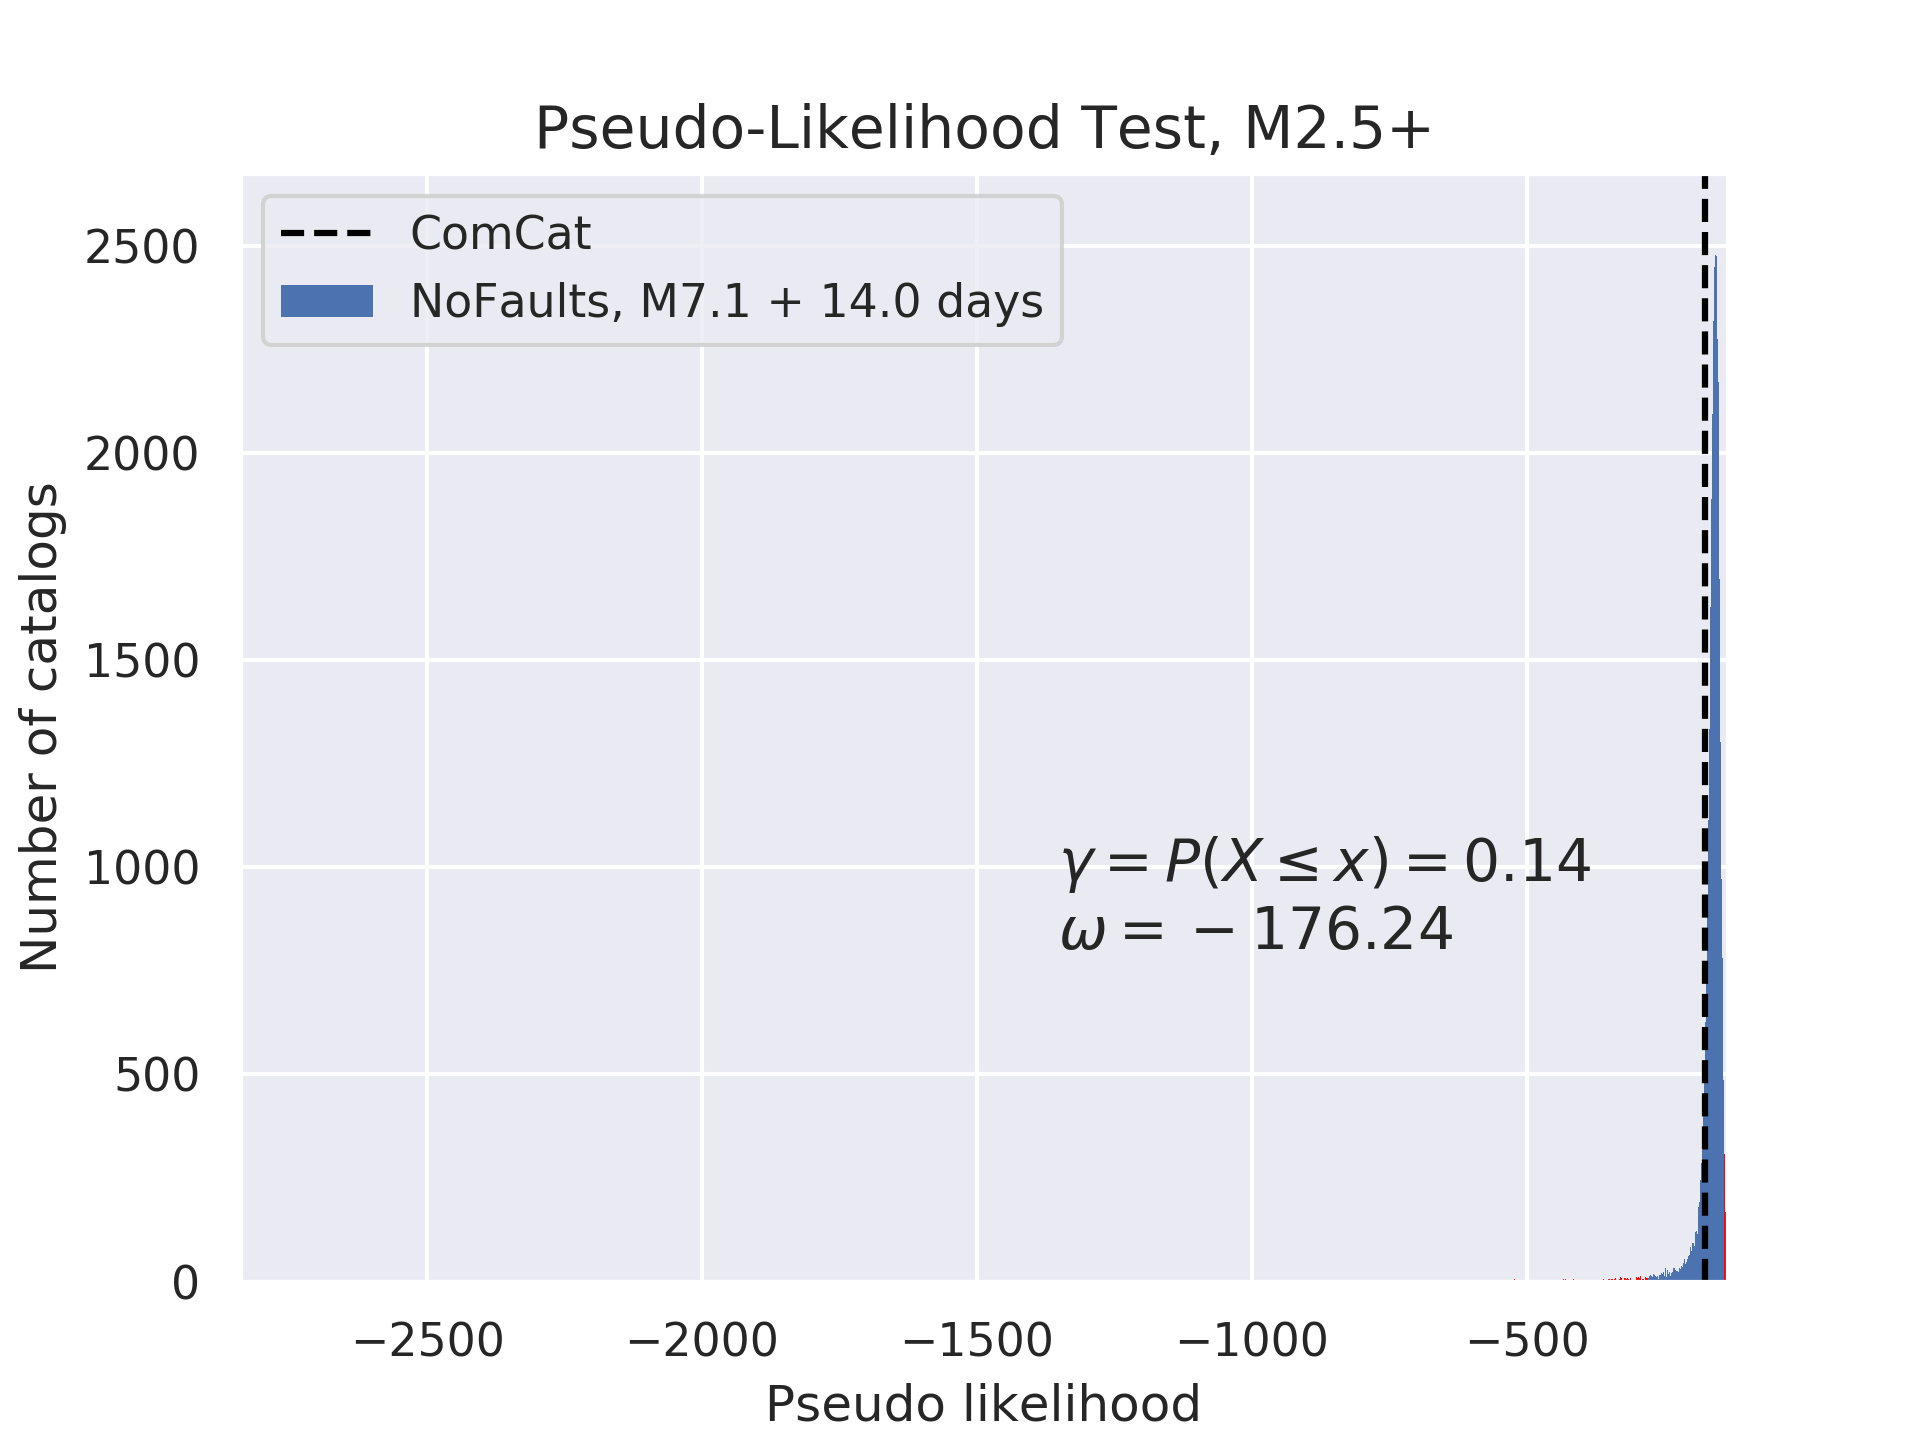 Pseudo-Likelihood Test, M2.5+
ComCat
NoFaults, M7.1 + 14.0 days
2500
2000
1500
1000
500
0
Number of catalogs
γ = P(X ≤ x) = 0.14
ω = − 176.24
−2500 −2000 −1500 −1000 −500
Pseudo likelihood